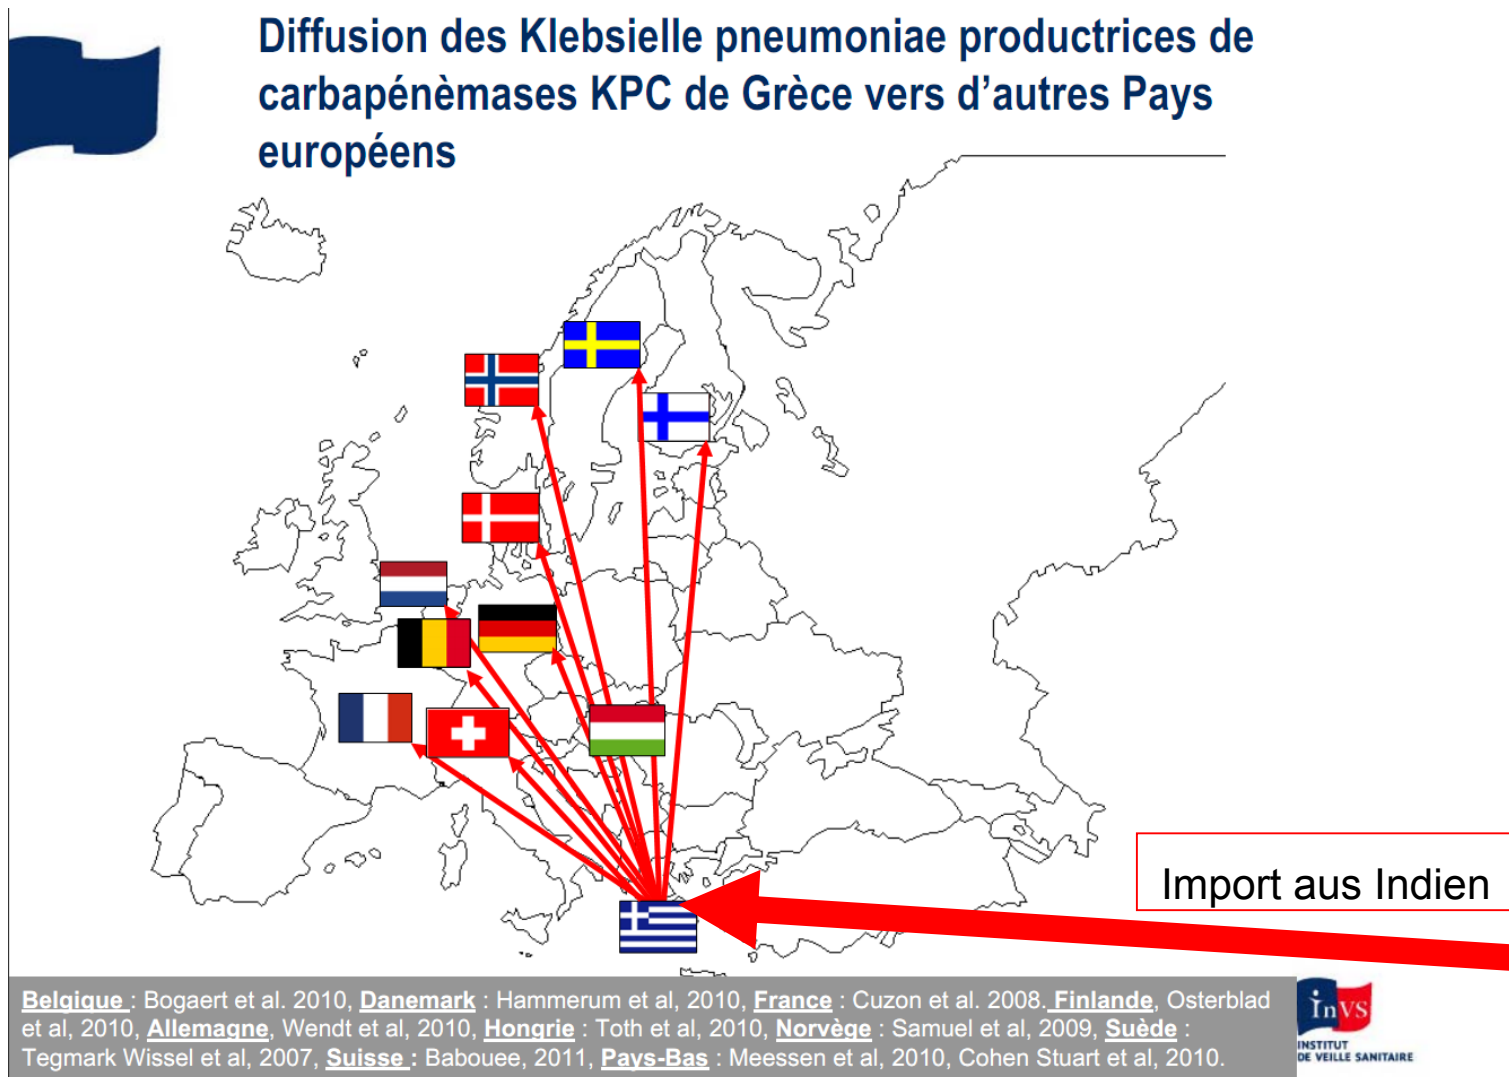 Diffusion des Klebsielle pneumoniae productrices de
carbapénèmases KPC de Grèce vers d’autres Pays
européens
Import aus Indien
Belgique : Bogaert et al. 2010, Danemark : Hammerum et al, 2010, France : Cuzon et al. 2008. Finlande, Osterblad
et al, 2010, Allemagne, Wendt et al, 2010, Hongrie : Toth et al, 2010, Norvège : Samuel et al, 2009, Suède :
Tegmark Wissel et al, 2007, Suisse : Babouee, 2011, Pays-Bas : Meessen et al, 2010, Cohen Stuart et al, 2010.
InVS
INSTITUT
DE VEILLE SANITAIRE